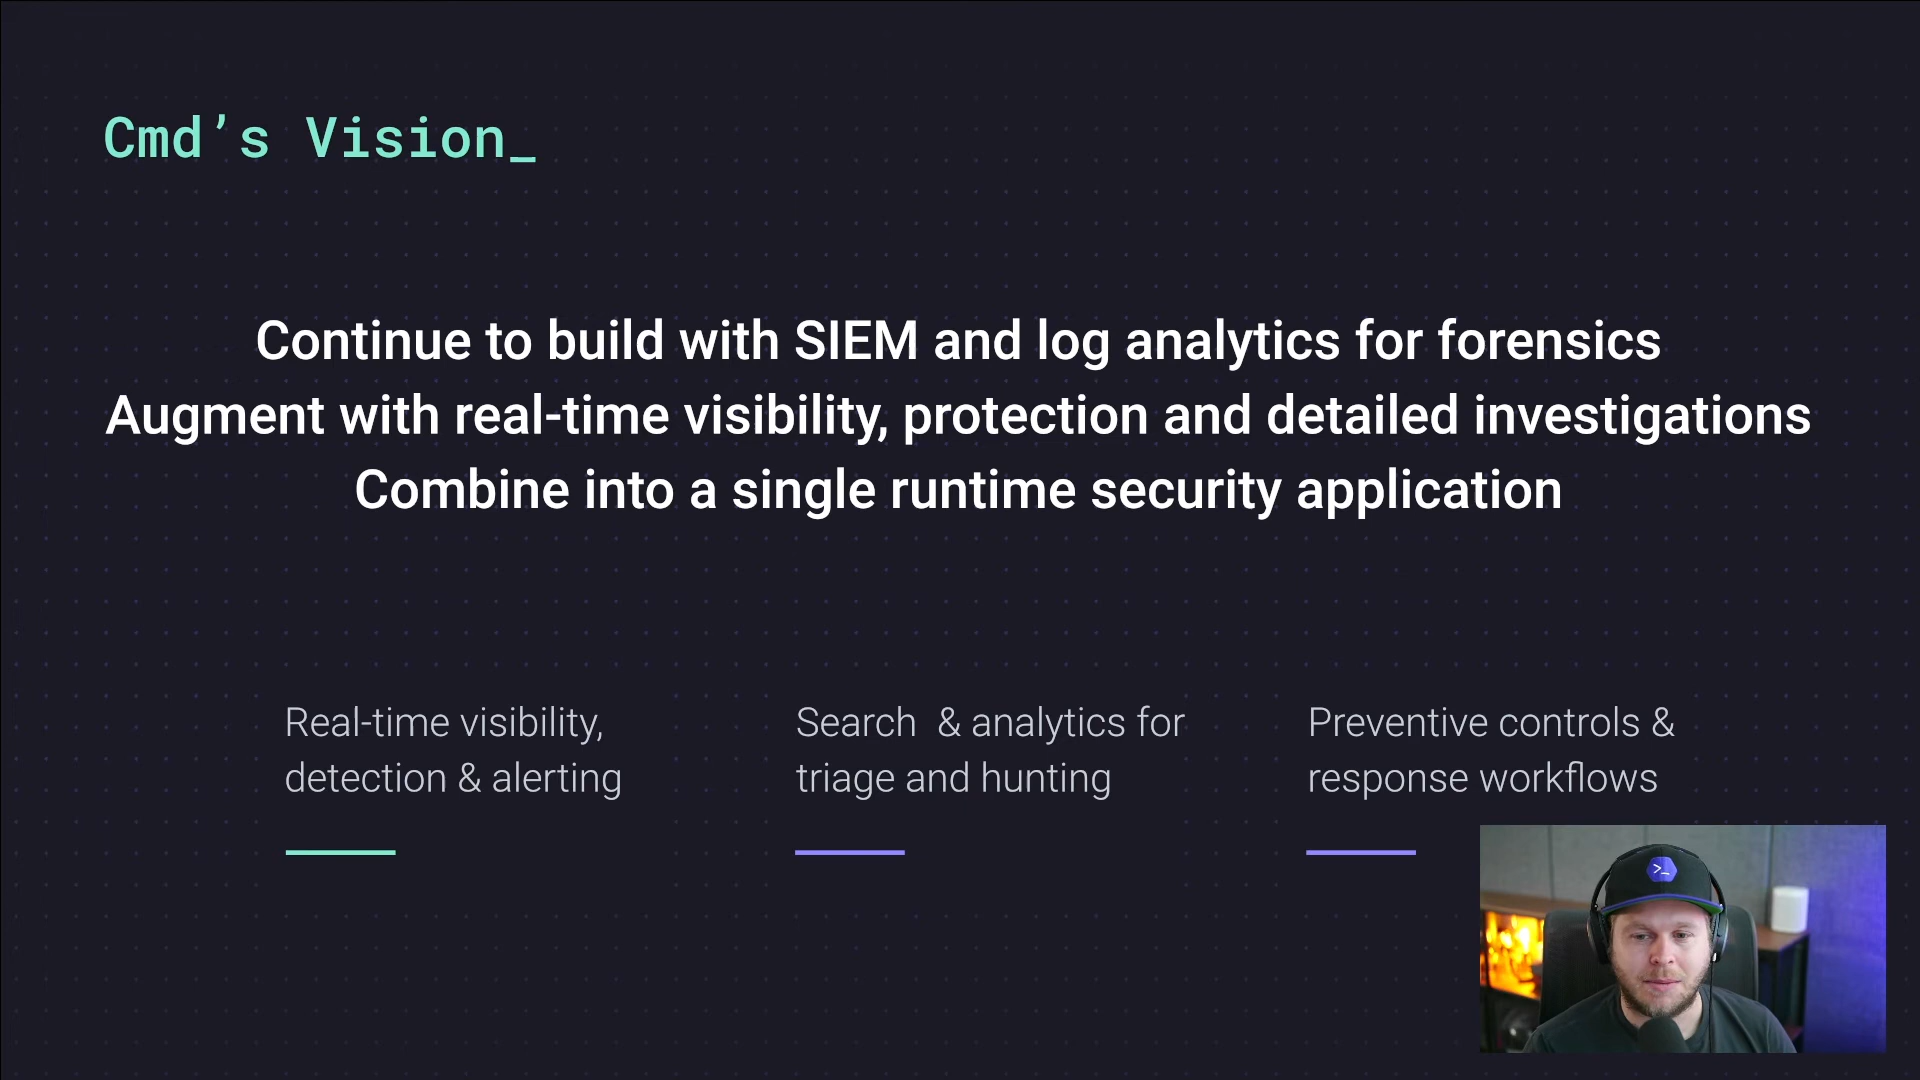 Cmd’s Vision_
Continue to build with SIEM and log analytics for forensics
Augment with real-time visibility, protection and detailed investigations
Combine into a single runtime security application
Real-time visibility,
detection & alerting
Search & analytics for
triage and hunting
Preventive controls &
response workflows
>_